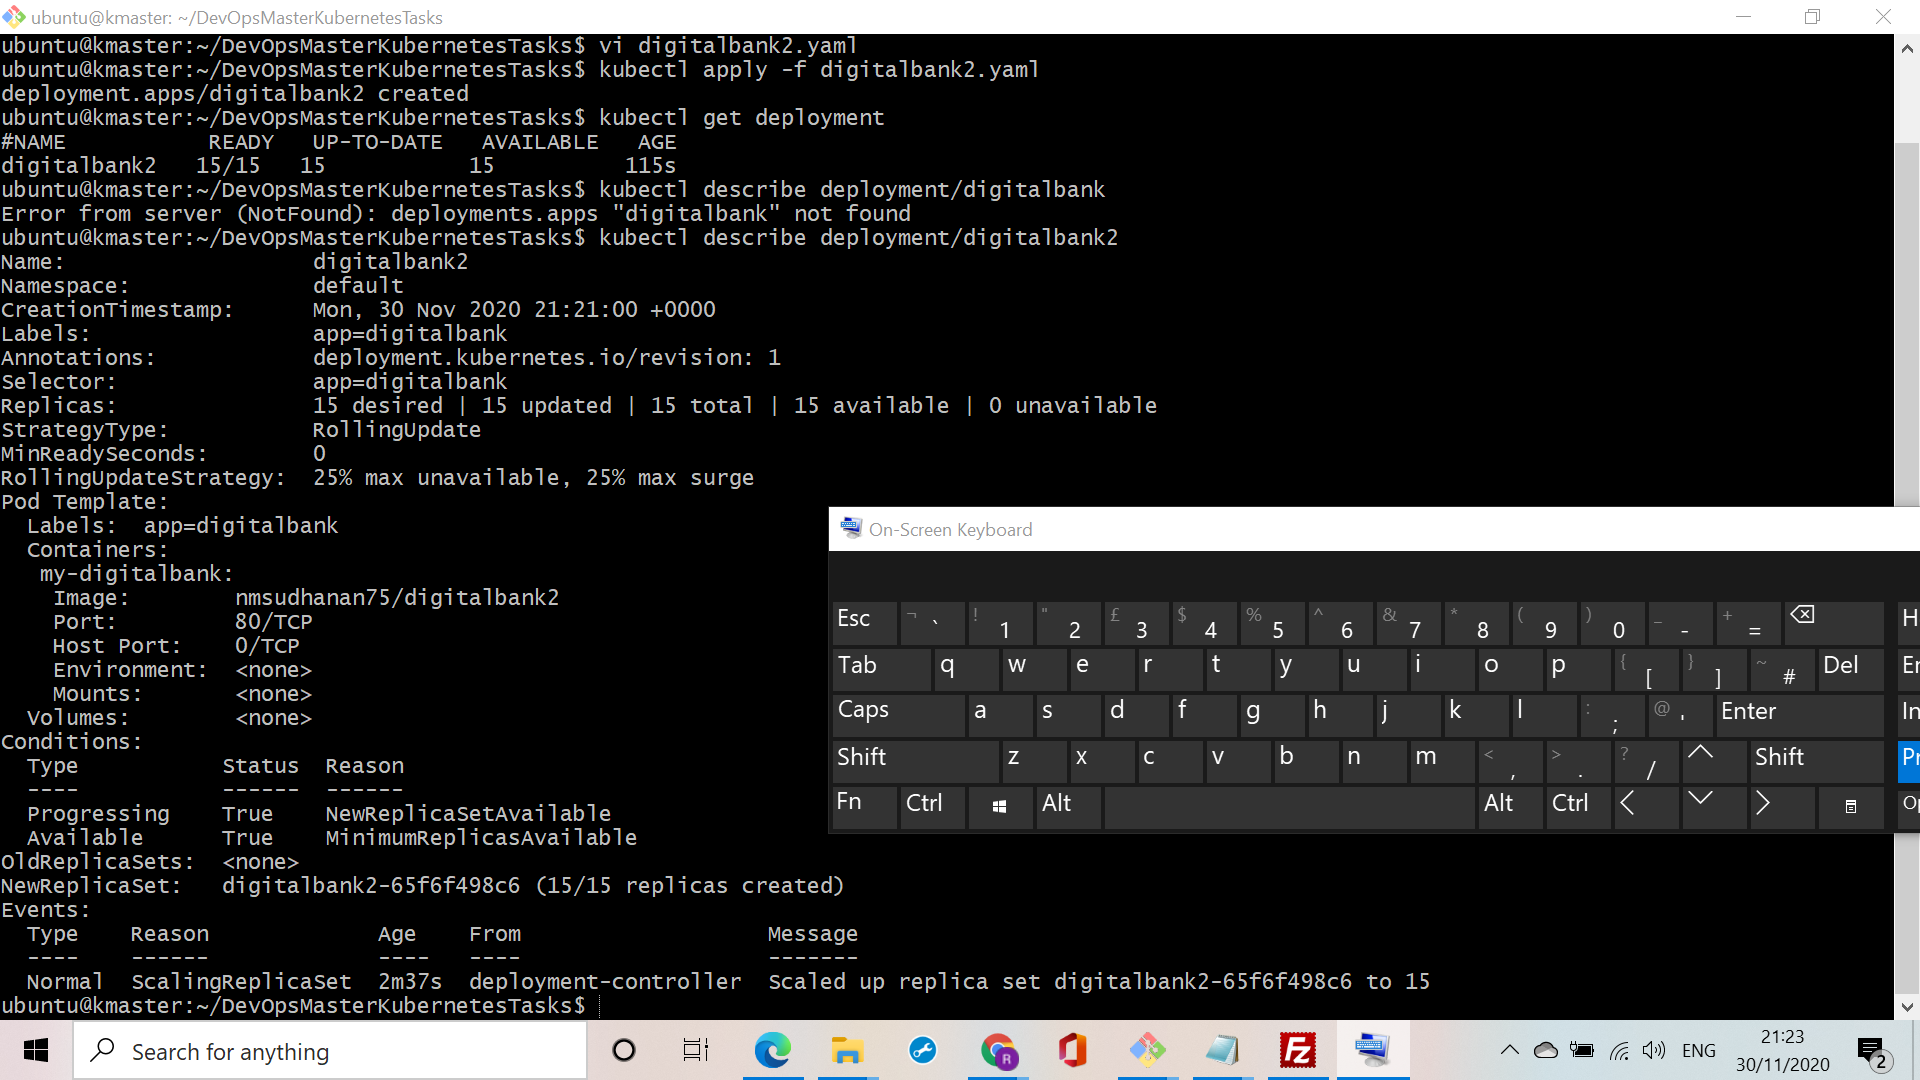 ubuntu@kmaster: ~/DevOpsMasterKubernetesTasks
ubuntu@kmaster:~/DevOpsMasterKubernetesTasks$ vi digitalbank2.yaml
ubuntu@kmaster:~/DevOpsMasterKubernetesTasks$ kubectl apply -f digitalbank2.yaml
deployment.apps/digitalbank2 created
ubuntu@kmaster:~/DevOpsMasterKubernetesTasks$ kubectl get deployment
#NAME READY UP-TO-DATE AVAILABLE AGE
digitalbank2 15/15 15 15 115s
ubuntu@kmaster:~/DevOpsMasterKubernetesTasks$ kubectl describe deployment/digitalbank
Error from server (NotFound): deployments.apps "digitalbank" not found
ubuntu@kmaster:~/DevOpsMasterKubernetesTasks$ kubectl describe deployment/digitalbank2
Name: digitalbank2
Namespace: default
CreationTimestamp: Mon, 30 Nov 2020 21:21:00 +0000
Labels: app=digitalbank
Annotations: deployment.kubernetes.io/revision: 1
Selector: app=digitalbank
Replicas: 15 desired | 15 updated | 15 total | 15 available | 0 unavailable
StrategyType: RollingUpdate
MinReadySeconds: 0
RollingUpdateStrategy: 25% max unavailable, 25% max surge
Pod Template:
Labels: app=digitalbank
Containers:
my-digitalbank:
Image: nmsudhanan75/digitalbank2
Port: 80/TCP
Host Port: 0/TCP
Environment: <none>
Mounts: <none>
Volumes: <none>
Conditions:
Type Status Reason
---- ------ ------
Progressing True NewReplicaSetAvailable
Available True MinimumReplicasAvailable
OldReplicaSets: <none>
NewReplicaSet: digitalbank2-65f6f498c6 (15/15 replicas created)
Events:
Type Reason Age From Message
---- ------ ---- ---- -------
Normal ScalingReplicaSet 2m37s deployment-controller Scaled up replica set digitalbank2-65f6f498c6 to 15
ubuntu@kmaster:~/DevOpsMasterKubernetesTasks$
On-Screen Keyboard
Esc ¬ ` ! 1 " 2 £ 3 $ 4 % 5 ^ 6 & 7 * 8 ( 9 ) 0 _ - + = H
Tab q w e r t y u i o p { [ } ] ~ # Del
Caps a s d f g h j k l : ; @ ' Enter
Shift z x c v b n m < , > . ? / Shift
Fn Ctrl Alt Alt Ctrl
Search for anything
ENG
21:23
30/11/2020
2